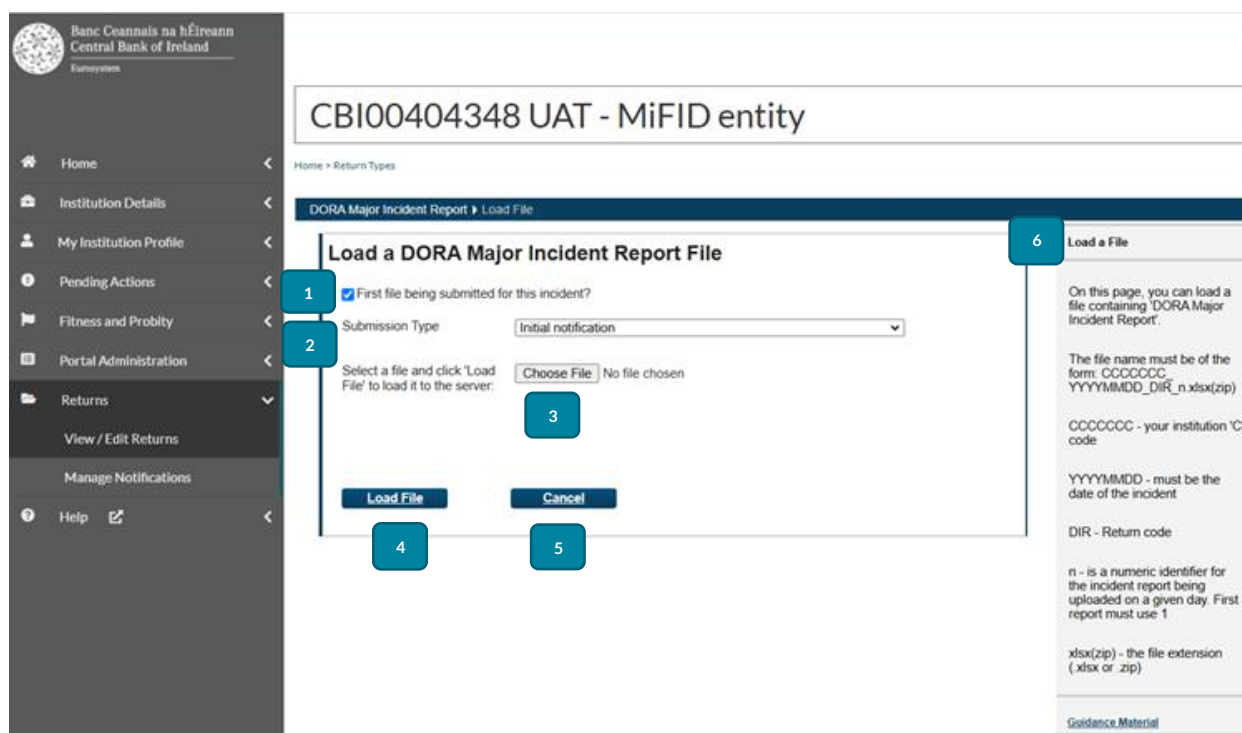 Banc Ceannais na hÉireann
Central Bank of Ireland
Eurosystem
CBI00404348 UAT - MiFID entity
Home
Institution Details
My Institution Profile
Pending Actions
Fitness and Probity
Portal Administration
Returns
View / Edit Returns
Manage Notifications
Help
Home > Return Types
DORA Major Incident Report Load File
Load a DORA Major Incident Report File
1
First file being submitted for this incident?
2
Submission Type
Initial notification
Select a file and click 'Load
File' to load it to the server:
Choose File No file chosen
3
Load File
Cancel
4
5
6
Load a File
On this page, you can load a
file containing 'DORA Major
Incident Report'.
The file name must be of the
form: CCCCCCC_
YYYYMMDD_DIR_n.xlsx(zip)
CCCCCCC - your institution 'C'
code
YYYYMMDD - must be the
date of the incident
DIR - Return code
n - is a numeric identifier for
the incident report being
uploaded on a given day. First
report must use 1
xlsx(zip) - the file extension
(.xlsx or .zip)
Guidance Material